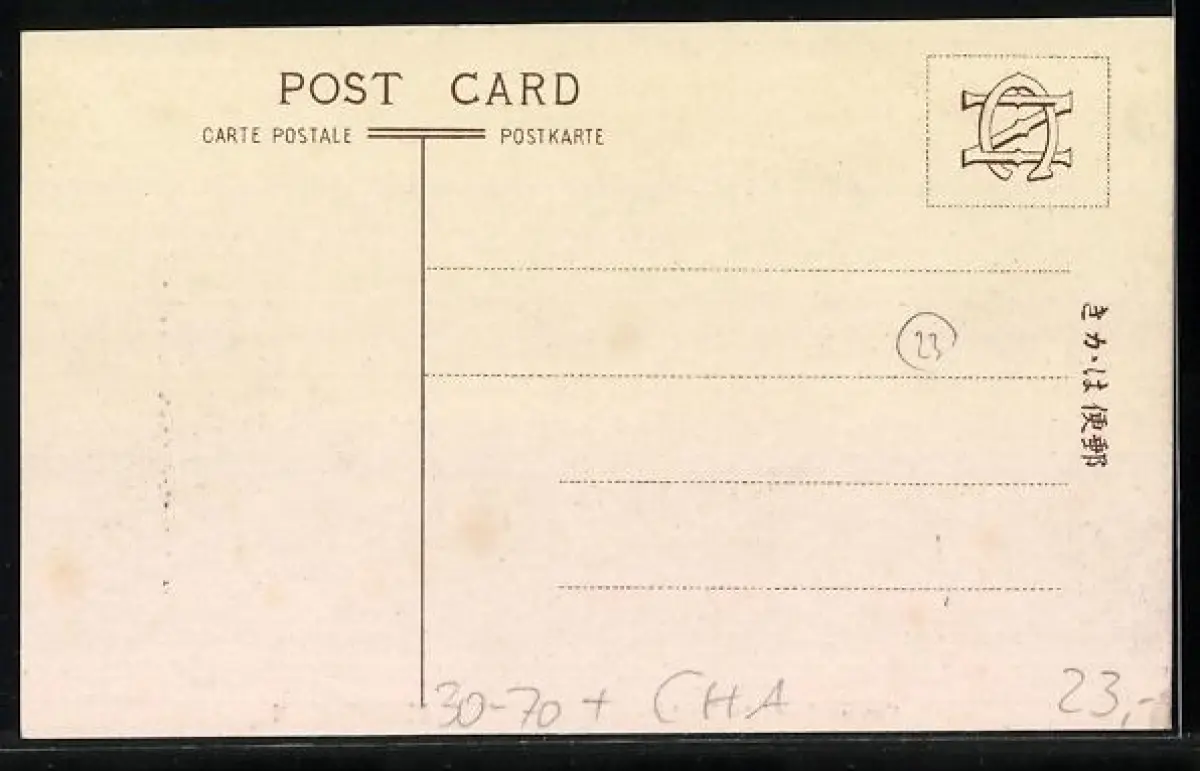 POST CARD
CARTE POSTALE POSTKARTE
きかは便郵
23
30-70+ CHA
23,-